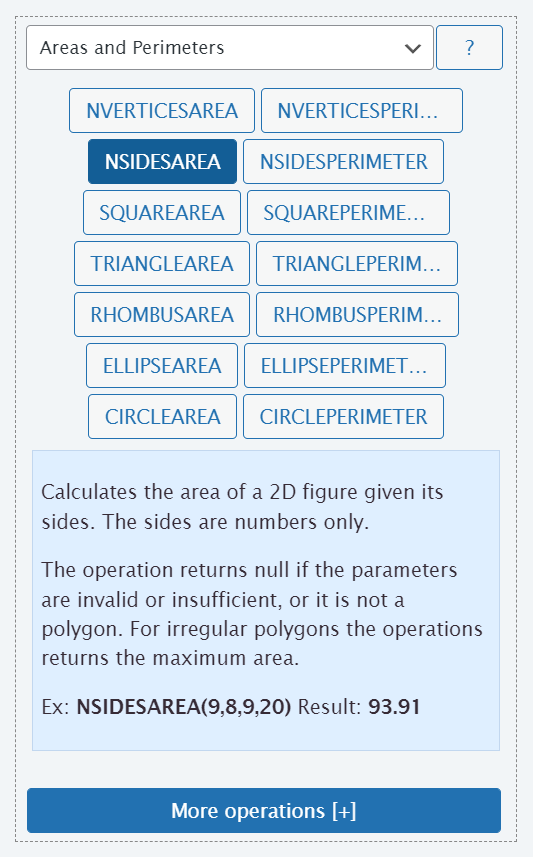 Areas and Perimeters
?
NVERTICESAREA
NVERTICESPERI...
NSIDESAREA
NSIDESPERIMETER
SQUAREAREA
SQUAREPERIME...
TRIANGLEAREA
TRIANGLEPERIM...
RHOMBUSAREA
RHOMBUSPERIM...
ELLIPSEAREA
ELLIPSEPERIMET...
CIRCLEAREA
CIRCLEPERIMETER
Calculates the area of a 2D figure given its
sides. The sides are numbers only.
The operation returns null if the parameters
are invalid or insufficient, or it is not a
polygon. For irregular polygons the operations
returns the maximum area.
Ex: NSIDESAREA(9,8,9,20) Result: 93.91
More operations [+]